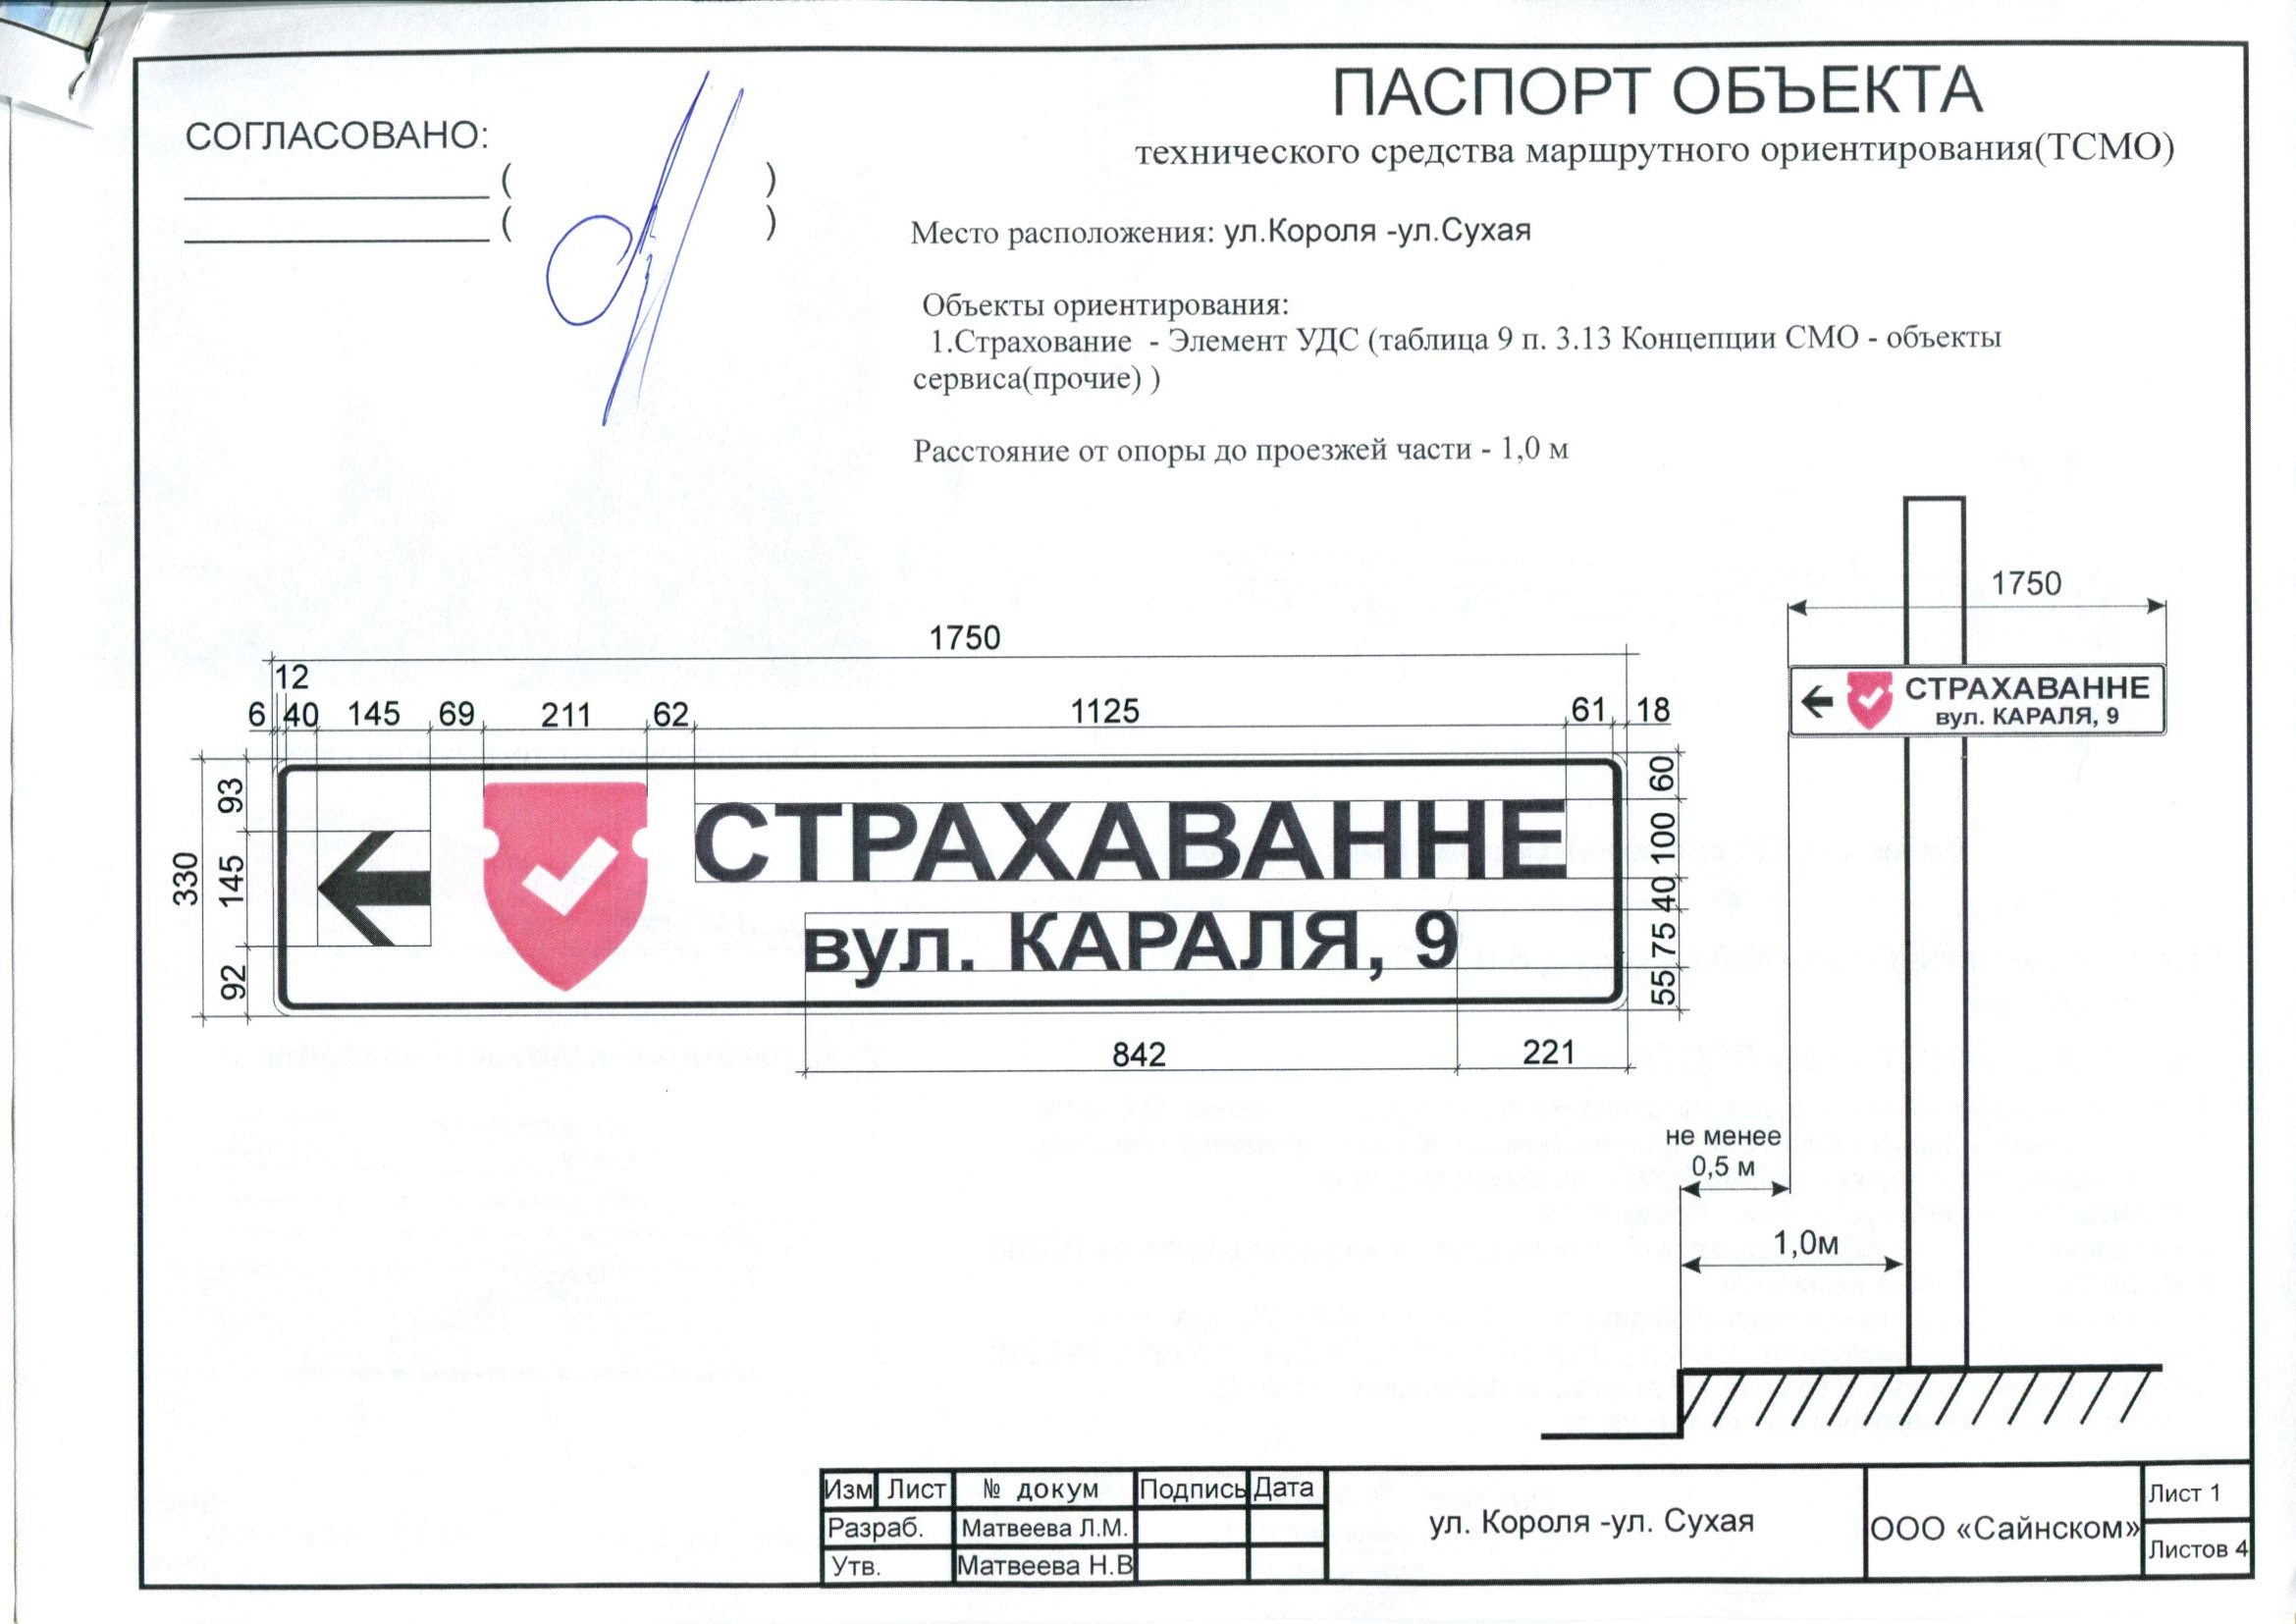 СОГЛАСОВАНО:
( )
( )
ПАСПОРТ ОБЪЕКТА
технического средства маршрутного ориентирования(ТСМО)
Место расположения: ул.Короля -ул.Сухая
Объекты ориентирования:
1.Страхование - Элемент УДС (таблица 9 п. 3.13 Концепции СМО - объекты
сервиса(прочие) )
Расстояние от опоры до проезжей части - 1,0 м
1750
12
6 40 145 69 211 62 1125 61 18
330
93
145
92
СТРАХАВАННЕ
вул. КАРАЛЯ, 9
60
100
40
75
55
842 221
1750
СТРАХАВАННЕ
вул. КАРАЛЯ, 9
не менее
0,5 м
1,0м
Изм Лист № докум Подпись Дата
Разраб. Матвеева Л.М.
Утв. Матвеева Н.В
ул. Короля -ул. Сухая
ООО «Сайнском»
Лист 1
Листов 4